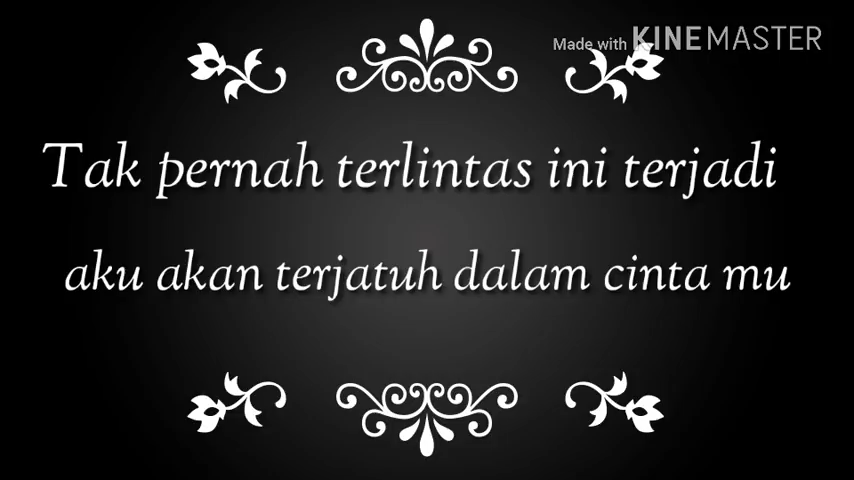 Made with KINEMASTER
Tak pernah terlintas ini terjadi
aku akan terjatuh dalam cinta mu